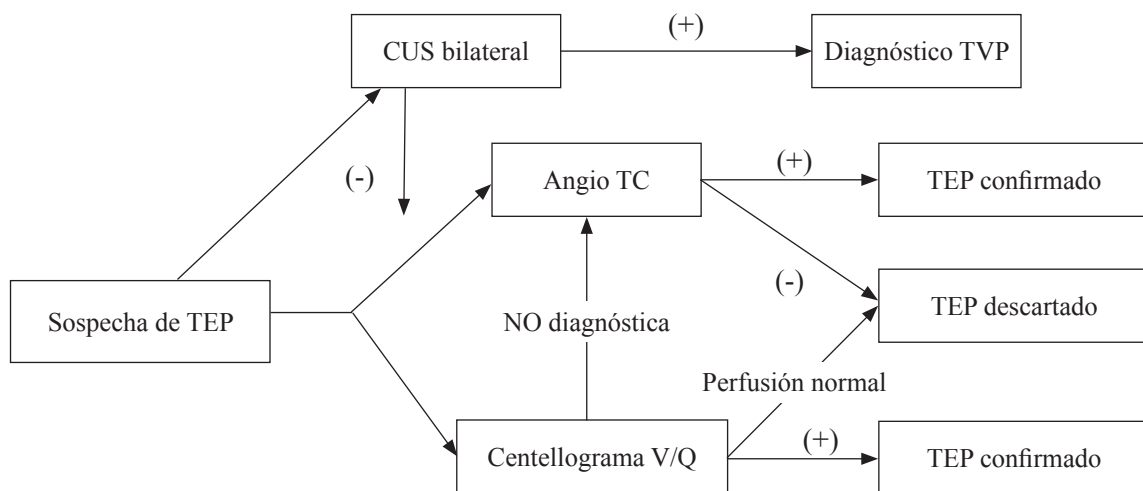 CUS bilateral
(+)
Diagnóstico TVP
(-)
Angio TC
(+)
TEP confirmado
Sospecha de TEP
NO diagnóstica
(-)
TEP descartado
Perfusión normal
Centellograma V/Q
(+)
TEP confirmado